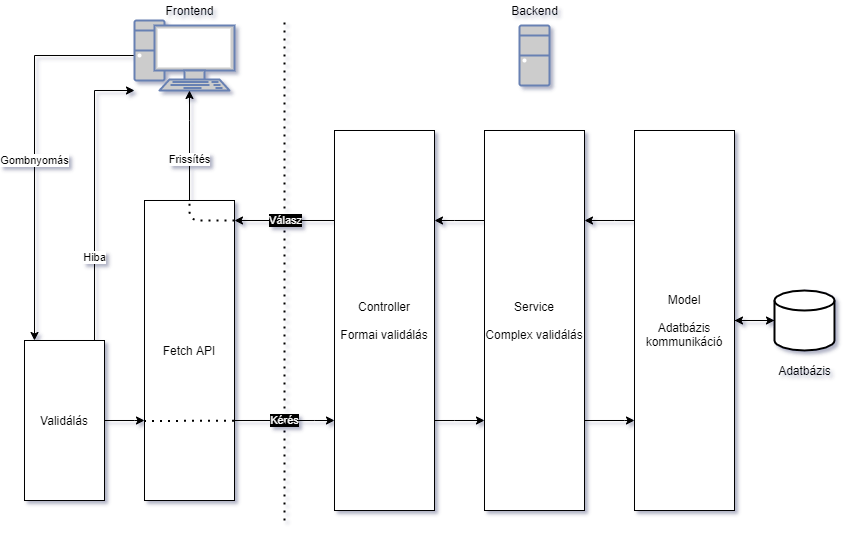 Frontend
Backend
Gombnyomás
Frissítés
Hiba
Válasz
Controller
Formai validálás
Service
Complex validálás
Model
Adatbázis
kommunikáció
Fetch API
Adatbázis
Validálás
Kérés